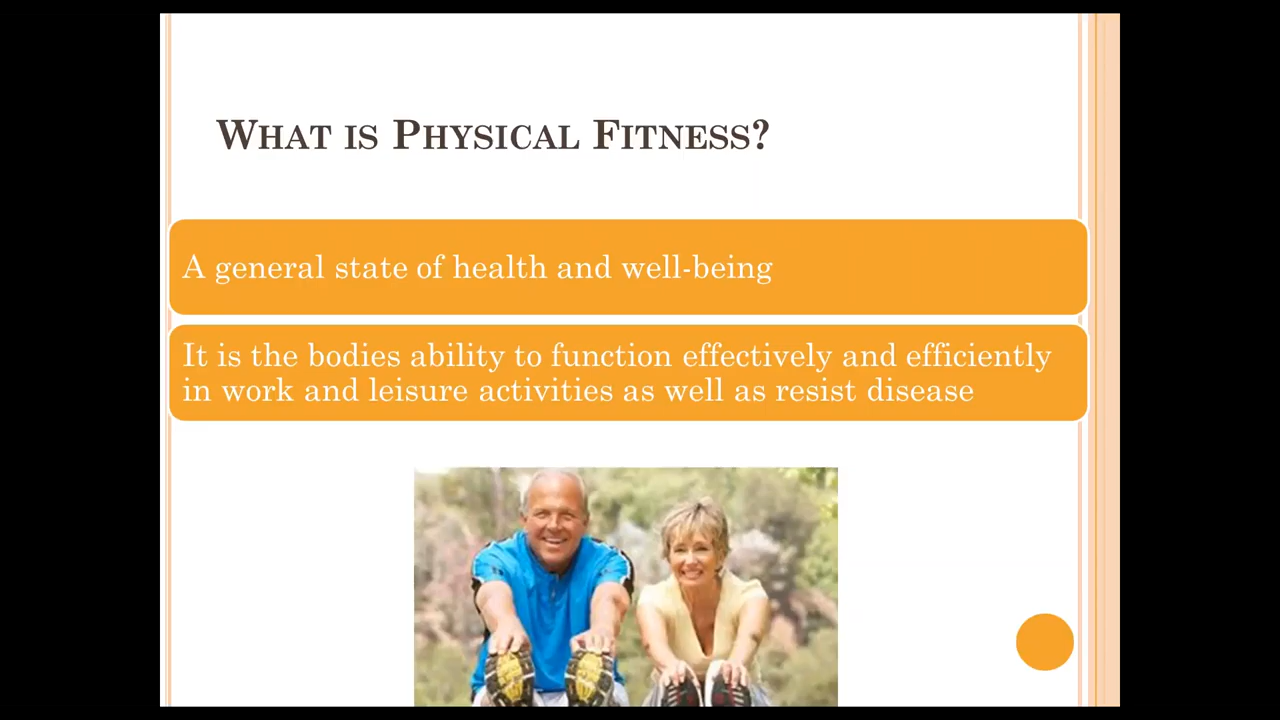 What is Physical Fitness?
A general state of health and well-being
It is the bodies ability to function effectively and efficiently
in work and leisure activities as well as resist disease